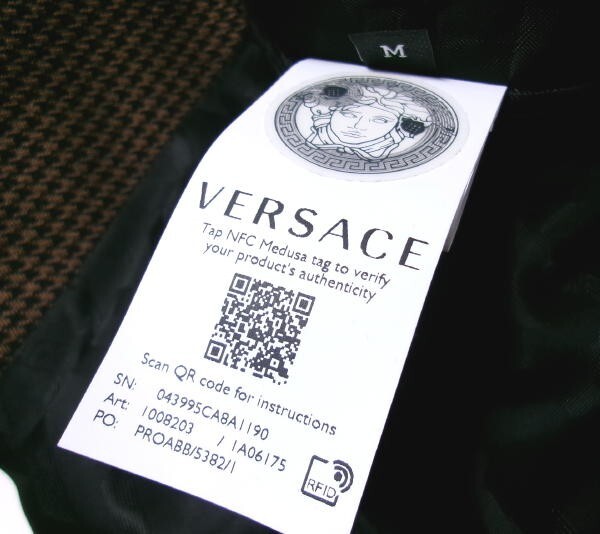 M
VERSACE
Tap NFC Medusa tag to verify
your product's authenticity
Scan QR code for instructions
SN: 043995CA8A1190
Art: 1008203 / 1A06175
PO: PROABB/5382/1
RFID